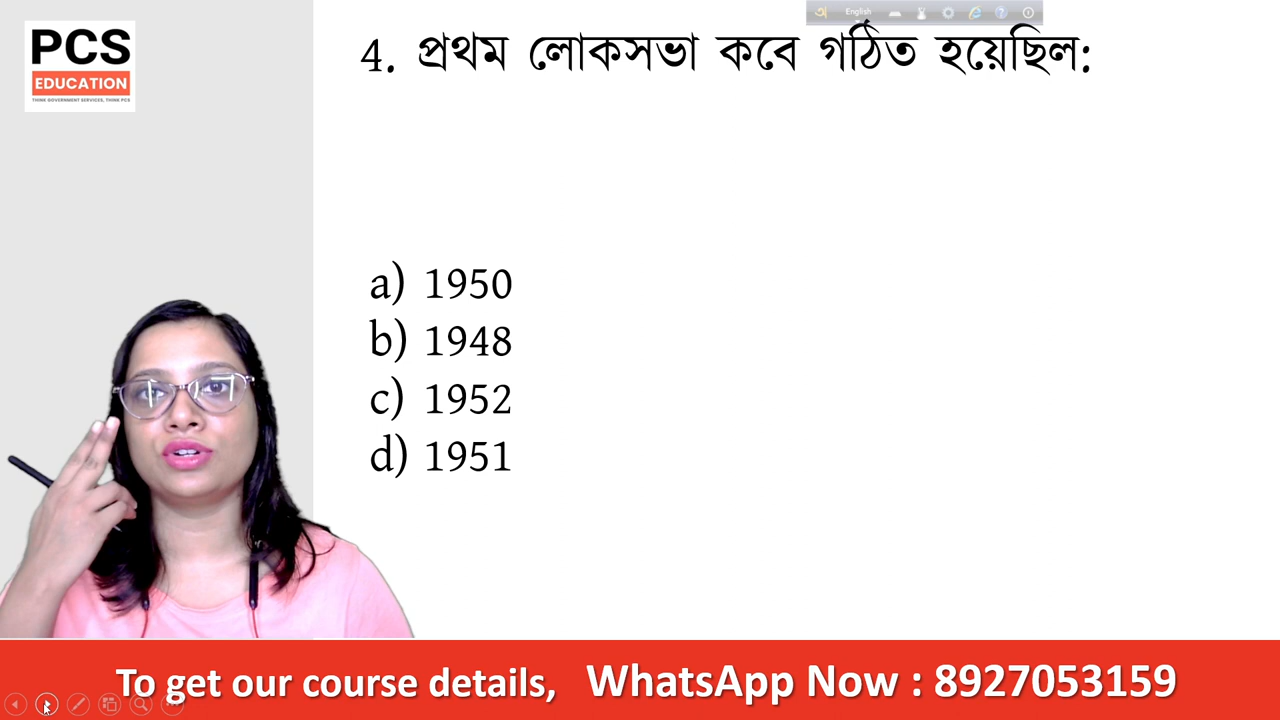 PCS
EDUCATION
THINK GOVERNMENT SERVICES, THINK PCS
English
4. প্রথম লোকসভা কবে গঠিত হয়েছিল:
a) 1950
b) 1948
c) 1952
d) 1951
To get our course details, WhatsApp Now : 8927053159